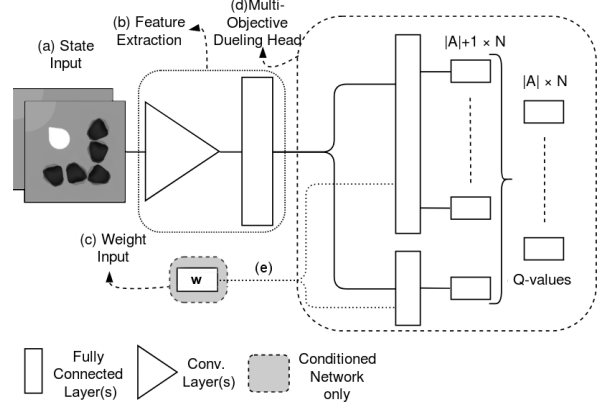 (a) State
Input
(b) Feature
Extraction
(d)Multi-
Objective
Dueling Head
|A|+1 × N
|A| × N
Q-values
(c) Weight
Input
w
(e)
Fully
Connected
Layer(s)
Conv.
Layer(s)
Conditioned
Network
only